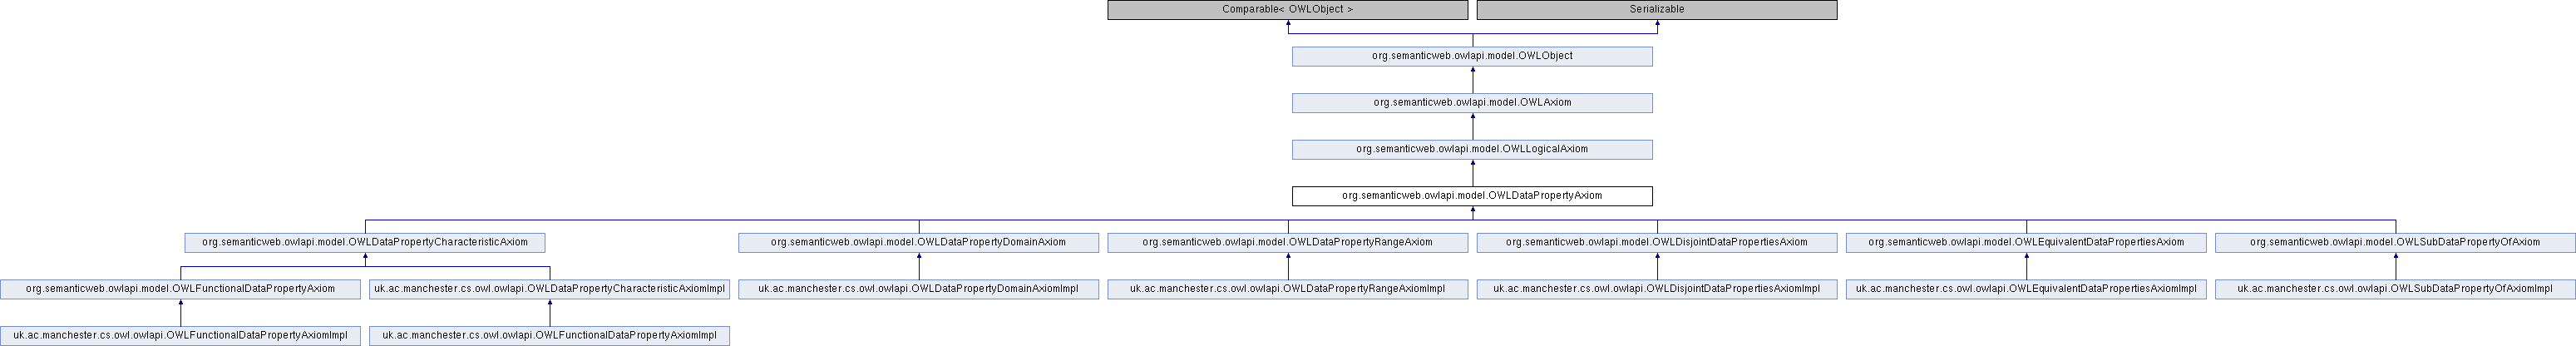 Comparable< OWLObject >
Serializable
org.semanticweb.owlapi.model.OWLObject
org.semanticweb.owlapi.model.OWLAxiom
org.semanticweb.owlapi.model.OWLLogicalAxiom
org.semanticweb.owlapi.model.OWLDataPropertyAxiom
org.semanticweb.owlapi.model.OWLDataPropertyCharacteristicAxiom
org.semanticweb.owlapi.model.OWLDataPropertyDomainAxiom
org.semanticweb.owlapi.model.OWLDataPropertyRangeAxiom
org.semanticweb.owlapi.model.OWLDisjointDataPropertiesAxiom
org.semanticweb.owlapi.model.OWLEquivalentDataPropertiesAxiom
org.semanticweb.owlapi.model.OWLSubDataPropertyOfAxiom
org.semanticweb.owlapi.model.OWLFunctionalDataPropertyAxiom
uk.ac.manchester.cs.owl.owlapi.OWLDataPropertyCharacteristicAxiomImpl
uk.ac.manchester.cs.owl.owlapi.OWLDataPropertyDomainAxiomImpl
uk.ac.manchester.cs.owl.owlapi.OWLDataPropertyRangeAxiomImpl
uk.ac.manchester.cs.owl.owlapi.OWLDisjointDataPropertiesAxiomImpl
uk.ac.manchester.cs.owl.owlapi.OWLEquivalentDataPropertiesAxiomImpl
uk.ac.manchester.cs.owl.owlapi.OWLSubDataPropertyOfAxiomImpl
uk.ac.manchester.cs.owl.owlapi.OWLFunctionalDataPropertyAxiomImpl
uk.ac.manchester.cs.owl.owlapi.OWLFunctionalDataPropertyAxiomImpl